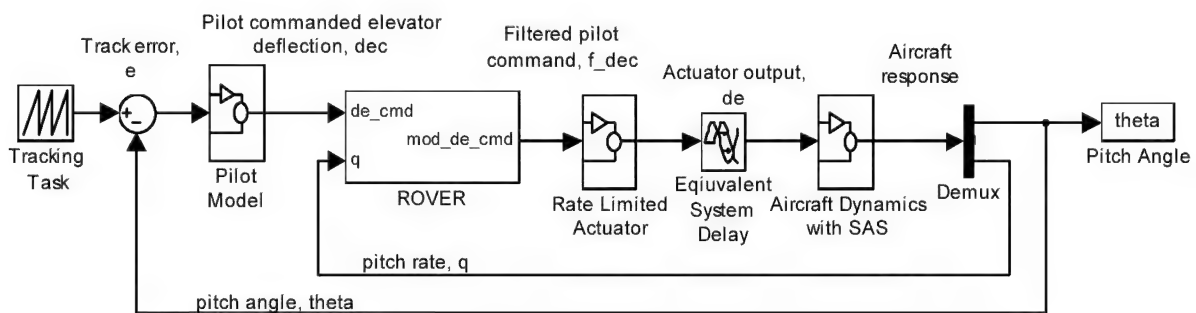 Pilot commanded elevator
deflection, dec
Track error,
e
Filtered pilot
command, f_dec
Actuator output,
de
Aircraft
response
+
-
de_cmd
q
mod_de_cmd
theta
Tracking
Task
Pilot
Model
ROVER
Rate Limited
Actuator
Eqiuvalent
System
Delay
Aircraft Dynamics
with SAS
Demux
Pitch Angle
pitch rate, q
pitch angle, theta